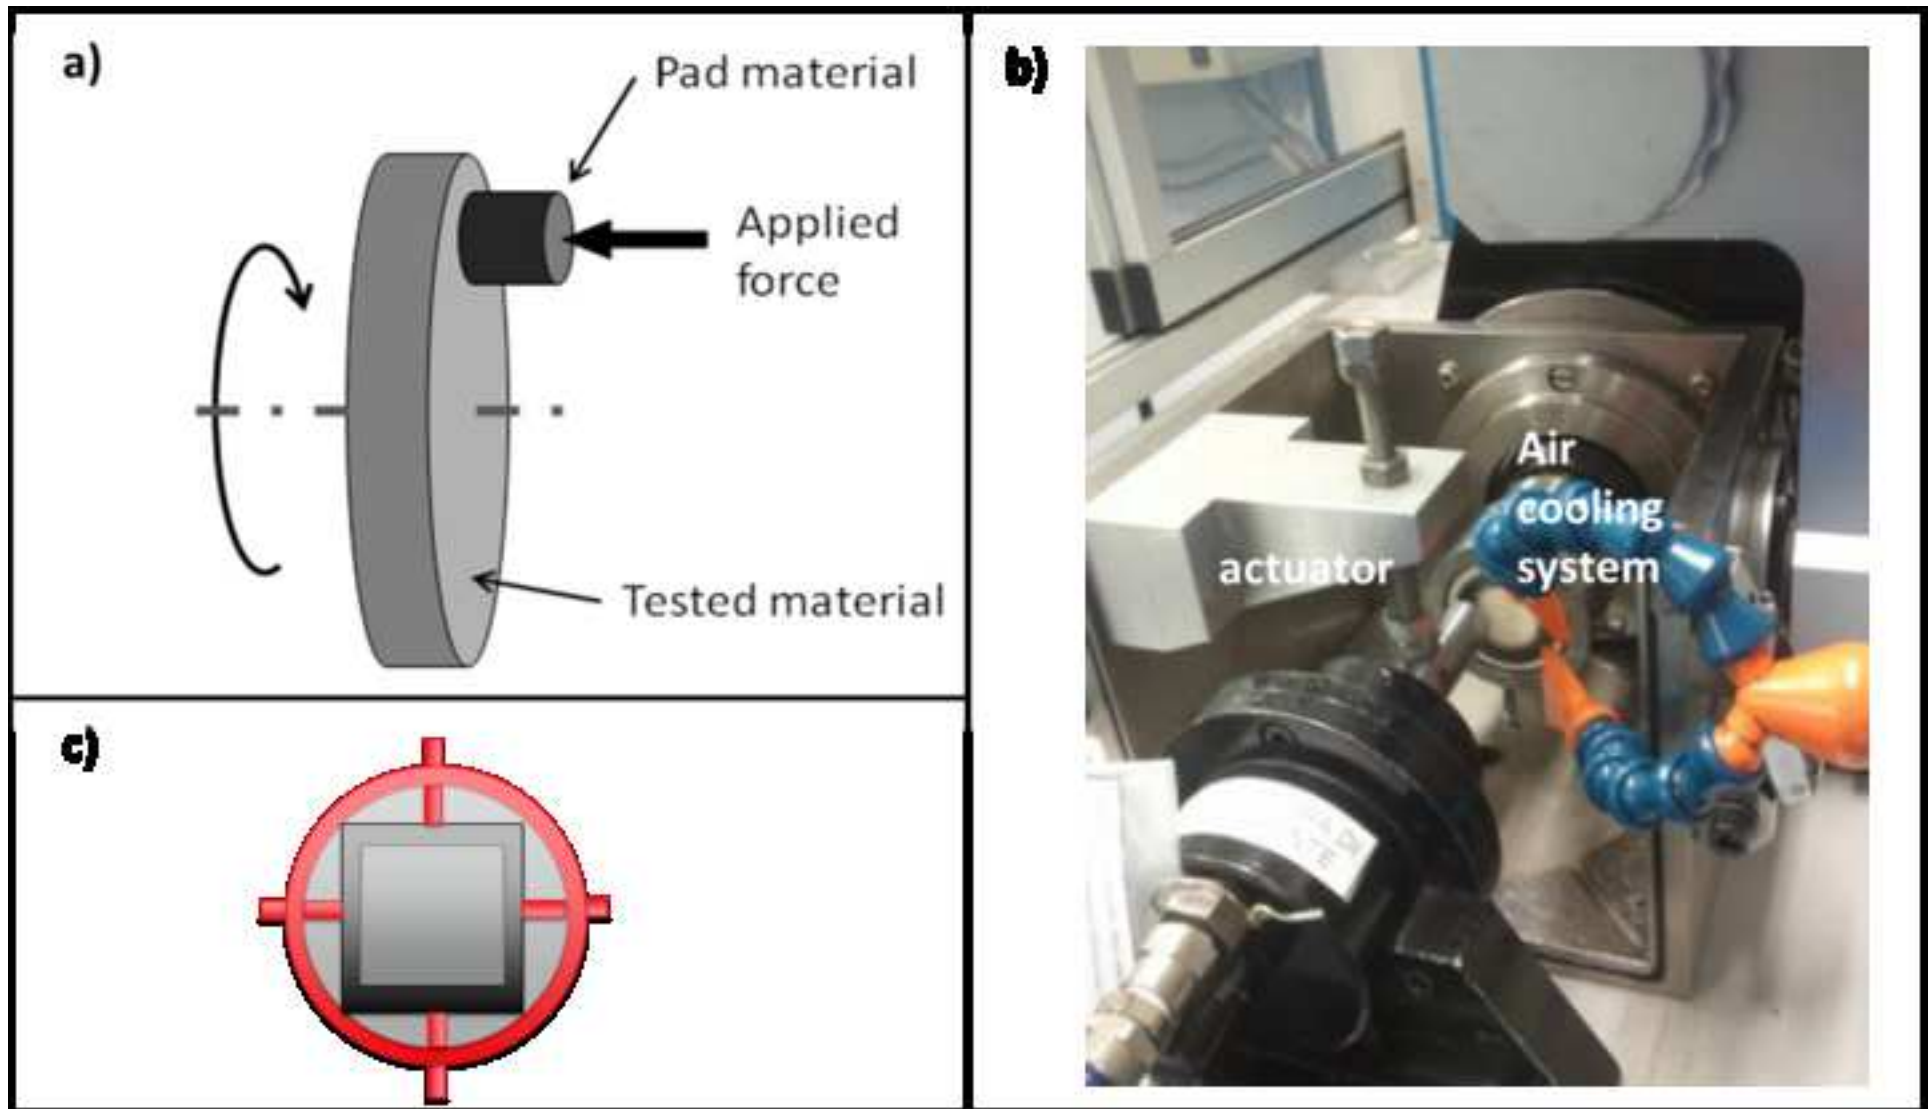 a)
Pad material
Applied
force
Tested material
b)
Air
cooling
system
actuator
c)